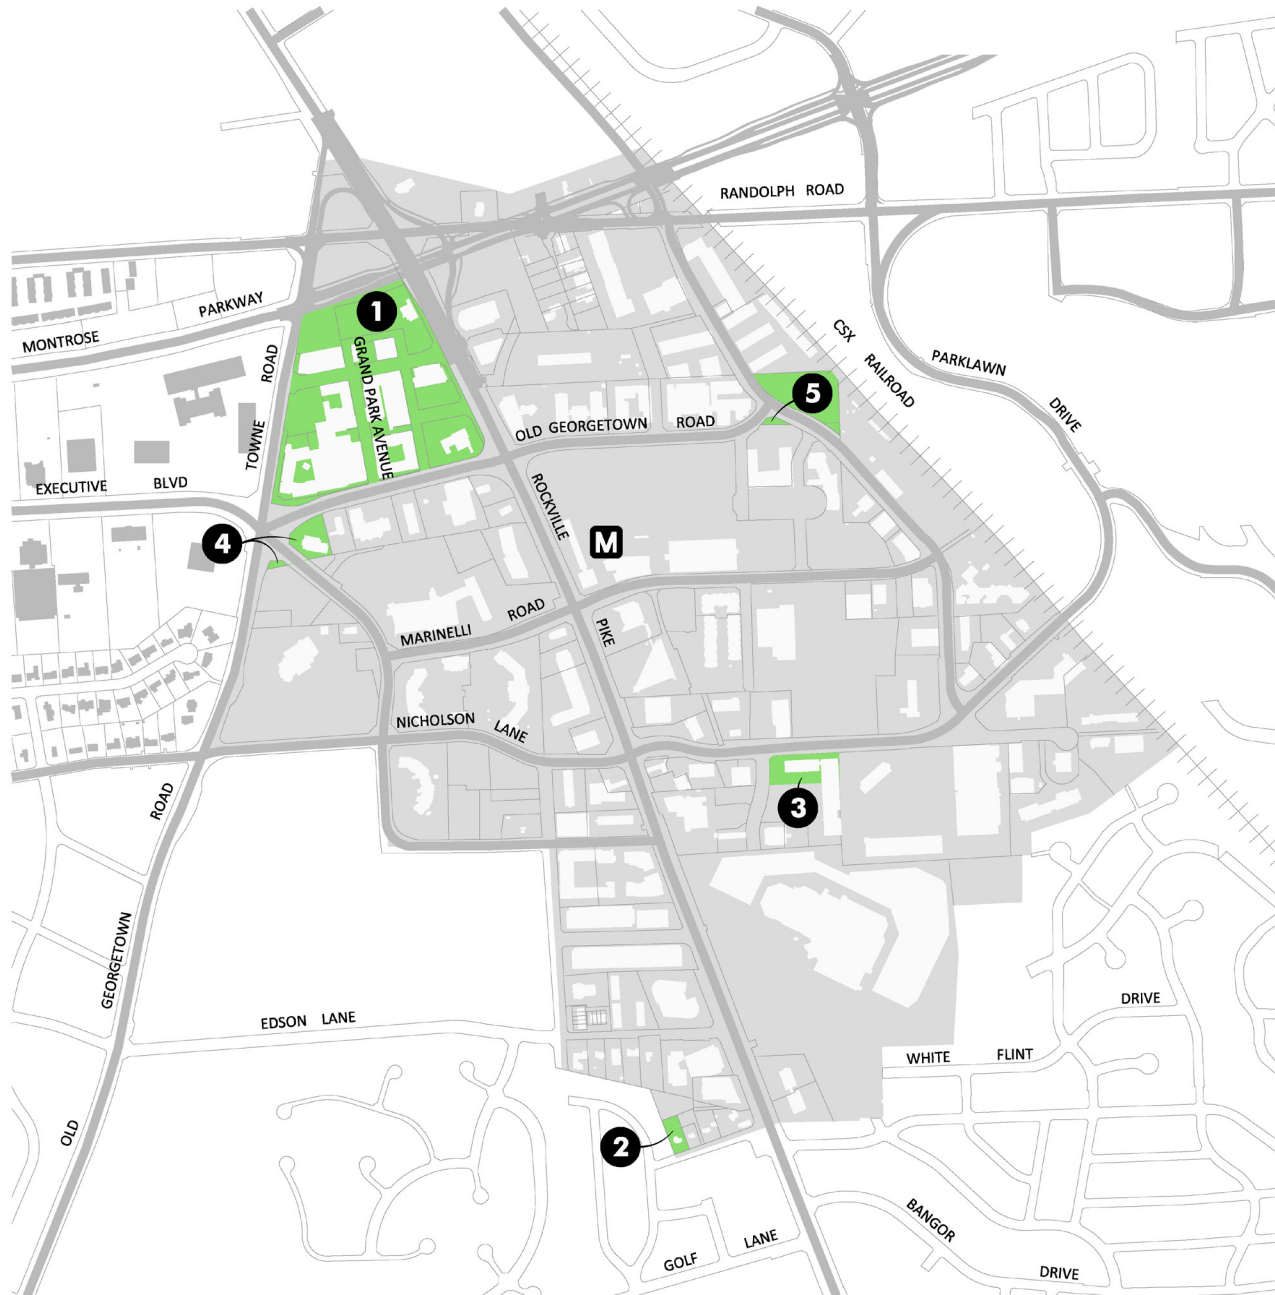 RANDOLPH ROAD
1
PARKWAY
MONTROSE
CSX RAILROAD
ROAD
TOWNE
GRAND PARK AVENUE
PARKLAWN
DRIVE
5
OLD GEORGETOWN ROAD
EXECUTIVE BLVD
ROCKVILLE
PIKE
4
M
MARINELLI ROAD
NICHOLSON LANE
3
ROAD
GEORGETOWN
OLD
EDSON LANE
DRIVE
WHITE FLINT
2
BANGOR
DRIVE
GOLF LANE